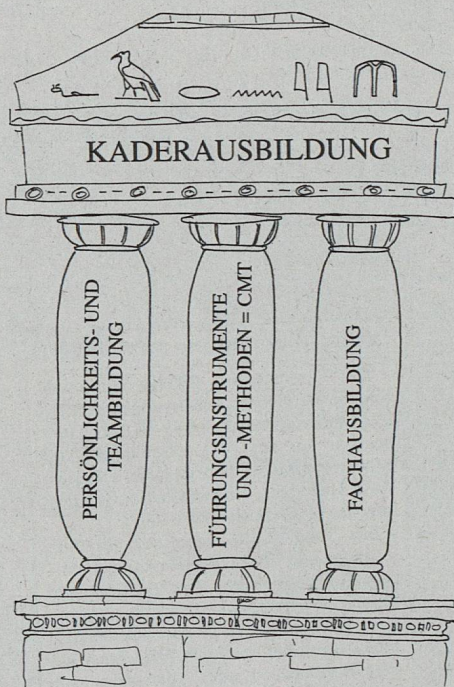 KADERAUSBILDUNG
PERSÖNLICHKEITS- UND
TEAMBILDUNG
FÜHRUNGSINSTRUMENTE
UND -METHODEN = CMT
FACHAUSBILDUNG